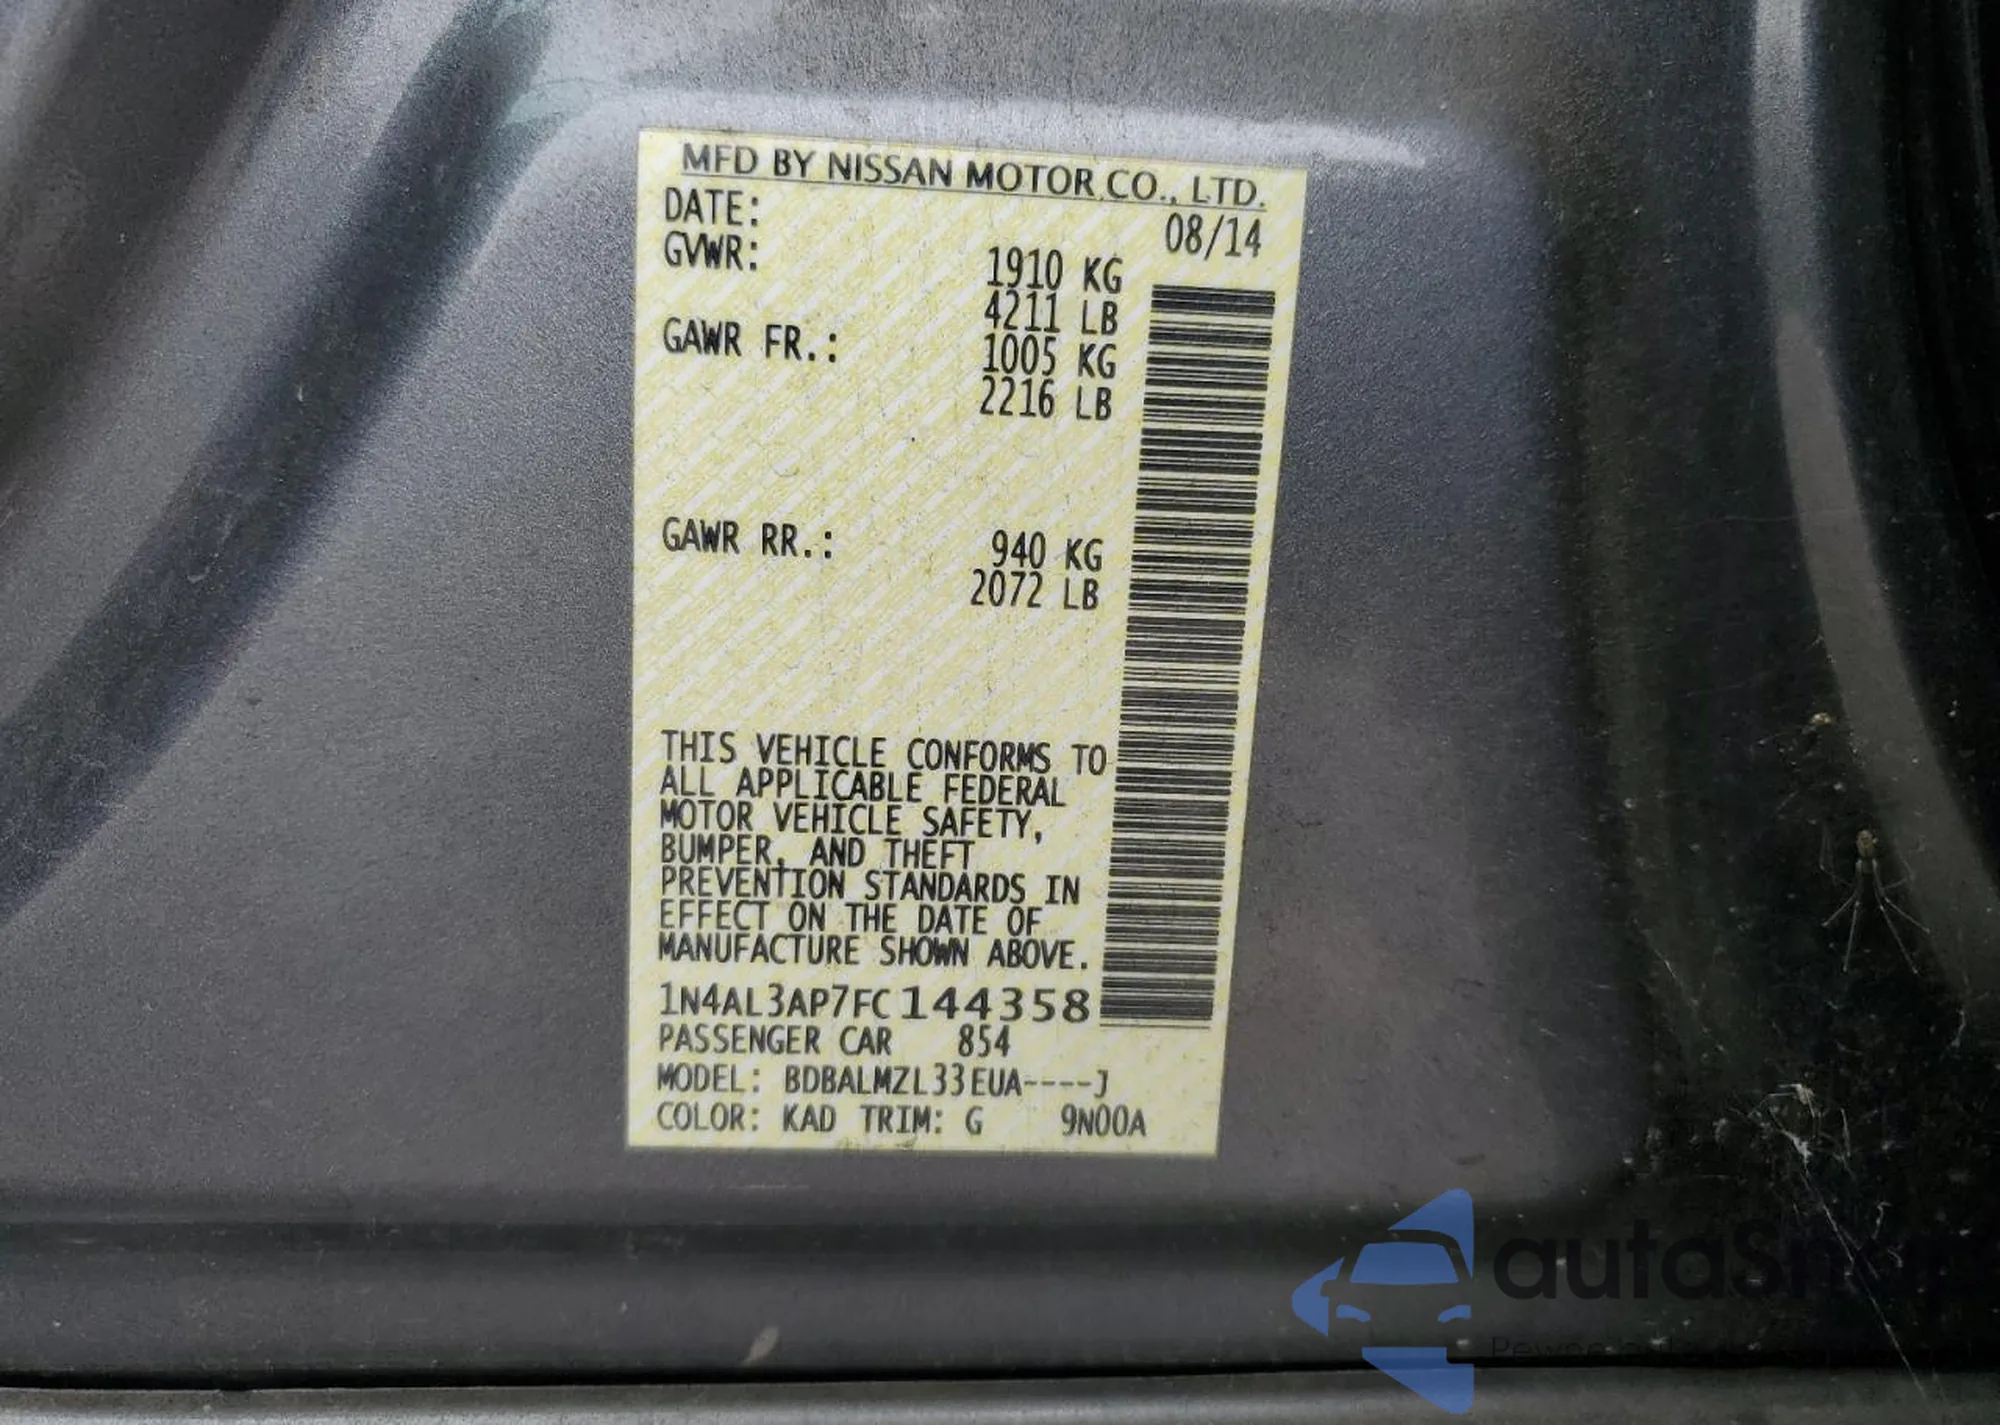 MFD BY NISSAN MOTOR CO., LTD.
DATE: 08/14
GVWR: 1910 KG
4211 LB
GAWR FR.: 1005 KG
2216 LB
GAWR RR.: 940 KG
2072 LB
THIS VEHICLE CONFORMS TO
ALL APPLICABLE FEDERAL
MOTOR VEHICLE SAFETY,
BUMPER, AND THEFT
PREVENTION STANDARDS IN
EFFECT ON THE DATE OF
MANUFACTURE SHOWN ABOVE.
1N4AL3AP7FC144358
PASSENGER CAR 854
MODEL: BDBALMZL33EUA----J
COLOR: KAD TRIM: G 9N00A
Pewne auto